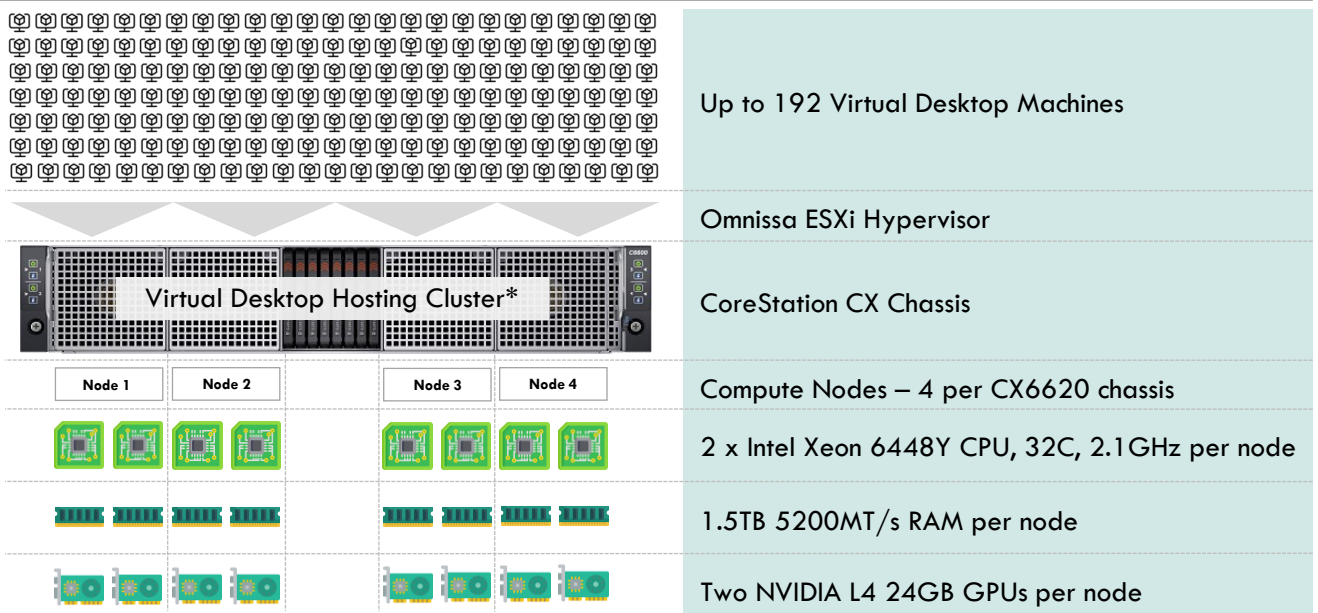 Up to 192 Virtual Desktop Machines
Omnissa ESXi Hypervisor
C6600
Virtual Desktop Hosting Cluster*
CoreStation CX Chassis
Node 1
Node 2
Node 3
Node 4
Compute Nodes – 4 per CX6620 chassis
2 x Intel Xeon 6448Y CPU, 32C, 2.1GHz per node
1.5TB 5200MT/s RAM per node
Two NVIDIA L4 24GB GPUs per node